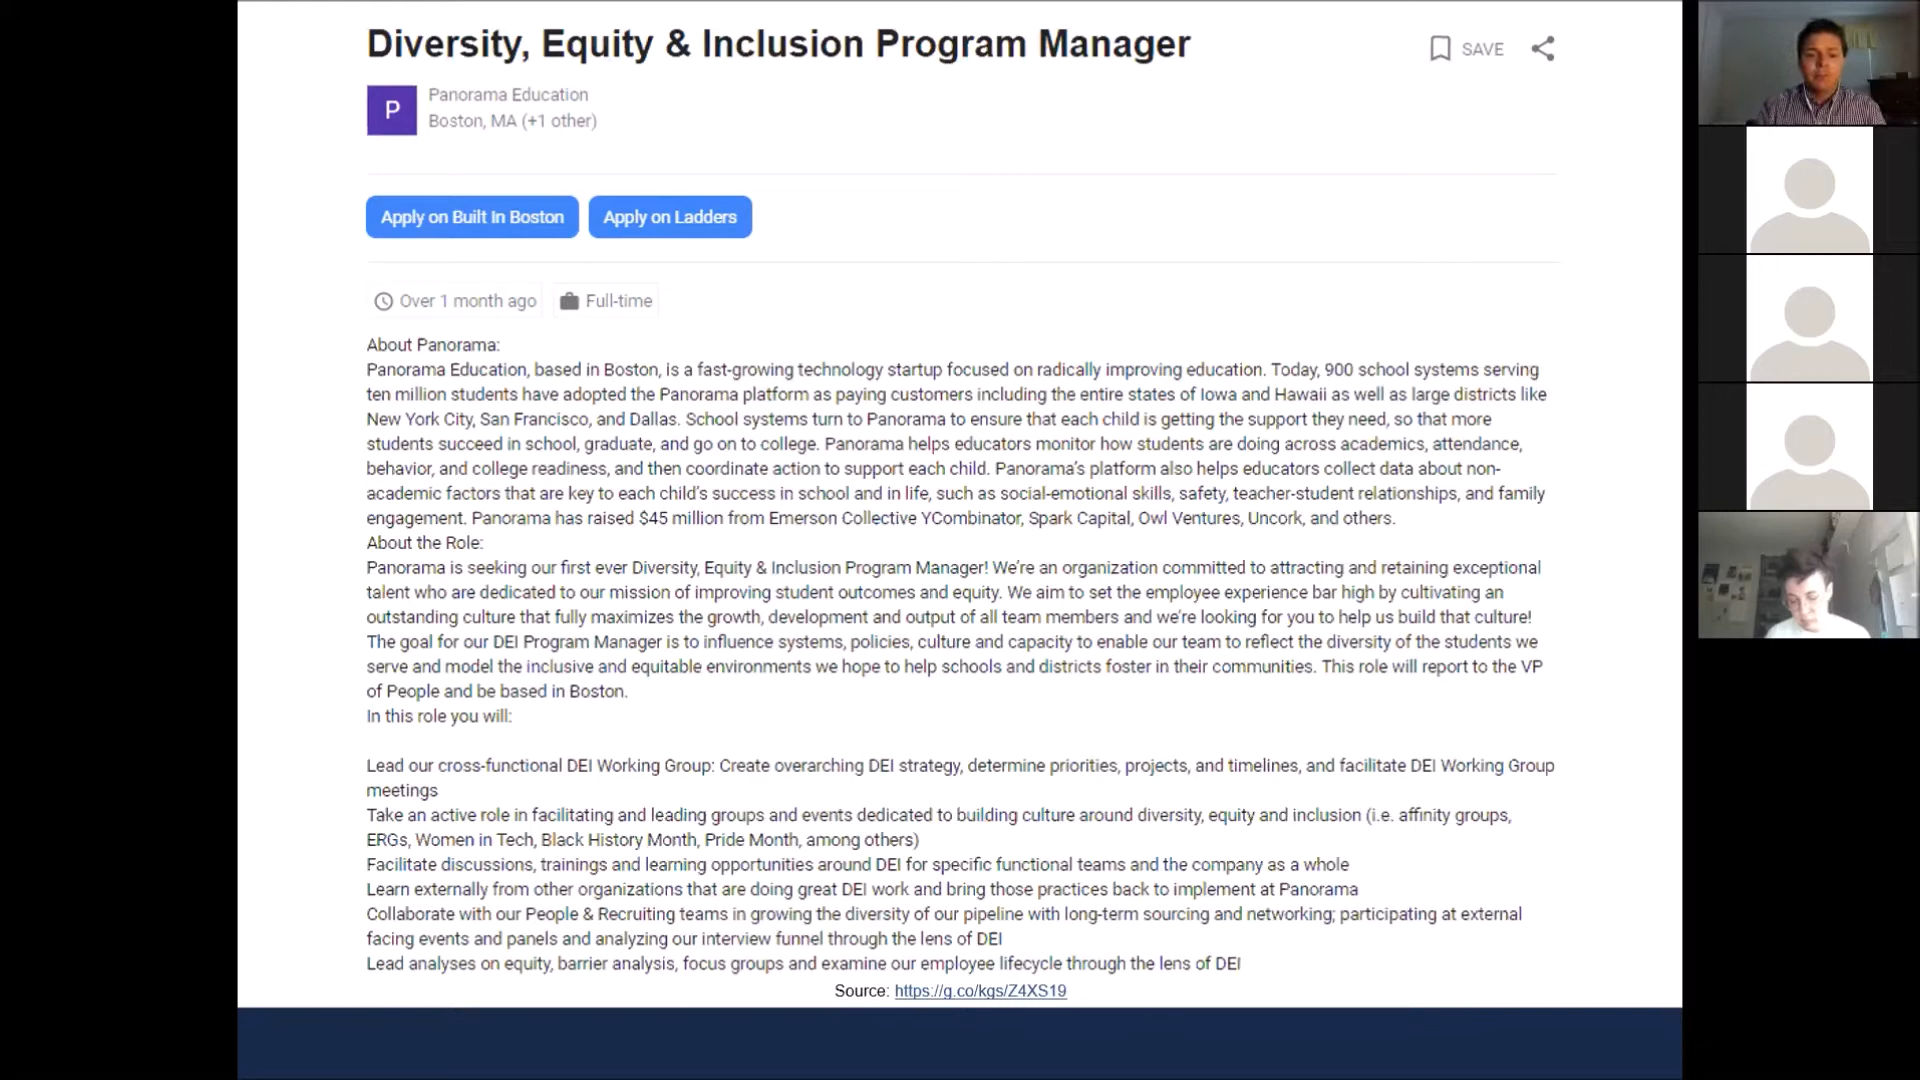 Diversity, Equity & Inclusion Program Manager
SAVE
P
Panorama Education
Boston, MA (+1 other)
Apply on Built In Boston
Apply on Ladders
Over 1 month ago
Full-time
About Panorama:
Panorama Education, based in Boston, is a fast-growing technology startup focused on radically improving education. Today, 900 school systems serving
ten million students have adopted the Panorama platform as paying customers including the entire states of Iowa and Hawaii as well as large districts like
New York City, San Francisco, and Dallas. School systems turn to Panorama to ensure that each child is getting the support they need, so that more
students succeed in school, graduate, and go on to college. Panorama helps educators monitor how students are doing across academics, attendance,
behavior, and college readiness, and then coordinate action to support each child. Panorama's platform also helps educators collect data about non-
academic factors that are key to each child's success in school and in life, such as social-emotional skills, safety, teacher-student relationships, and family
engagement. Panorama has raised $45 million from Emerson Collective YCombinator, Spark Capital, Owl Ventures, Uncork, and others.
About the Role:
Panorama is seeking our first ever Diversity, Equity & Inclusion Program Manager! We're an organization committed to attracting and retaining exceptional
talent who are dedicated to our mission of improving student outcomes and equity. We aim to set the employee experience bar high by cultivating an
outstanding culture that fully maximizes the growth, development and output of all team members and we're looking for you to help us build that culture!
The goal for our DEI Program Manager is to influence systems, policies, culture and capacity to enable our team to reflect the diversity of the students we
serve and model the inclusive and equitable environments we hope to help schools and districts foster in their communities. This role will report to the VP
of People and be based in Boston.
In this role you will:
Lead our cross-functional DEI Working Group: Create overarching DEI strategy, determine priorities, projects, and timelines, and facilitate DEI Working Group
meetings
Take an active role in facilitating and leading groups and events dedicated to building culture around diversity, equity and inclusion (i.e. affinity groups,
ERGs, Women in Tech, Black History Month, Pride Month, among others)
Facilitate discussions, trainings and learning opportunities around DEI for specific functional teams and the company as a whole
Learn externally from other organizations that are doing great DEI work and bring those practices back to implement at Panorama
Collaborate with our People & Recruiting teams in growing the diversity of our pipeline with long-term sourcing and networking; participating at external
facing events and panels and analyzing our interview funnel through the lens of DEI
Lead analyses on equity, barrier analysis, focus groups and examine our employee lifecycle through the lens of DEI
Source: https://g.co/kgs/Z4XS19